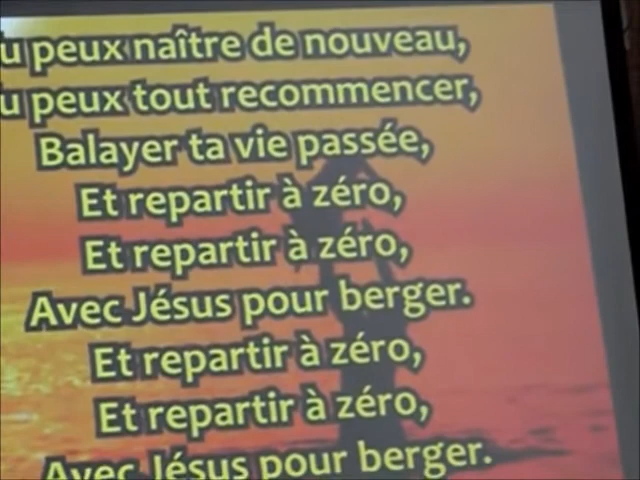 u peux naître de nouveau,
u peux tout recommencer,
Balayer ta vie passée,
Et repartir à zéro,
Et repartir à zéro,
Avec Jésus pour berger.
Et repartir à zéro,
Et repartir à zéro,
Avec Jésus pour berger.